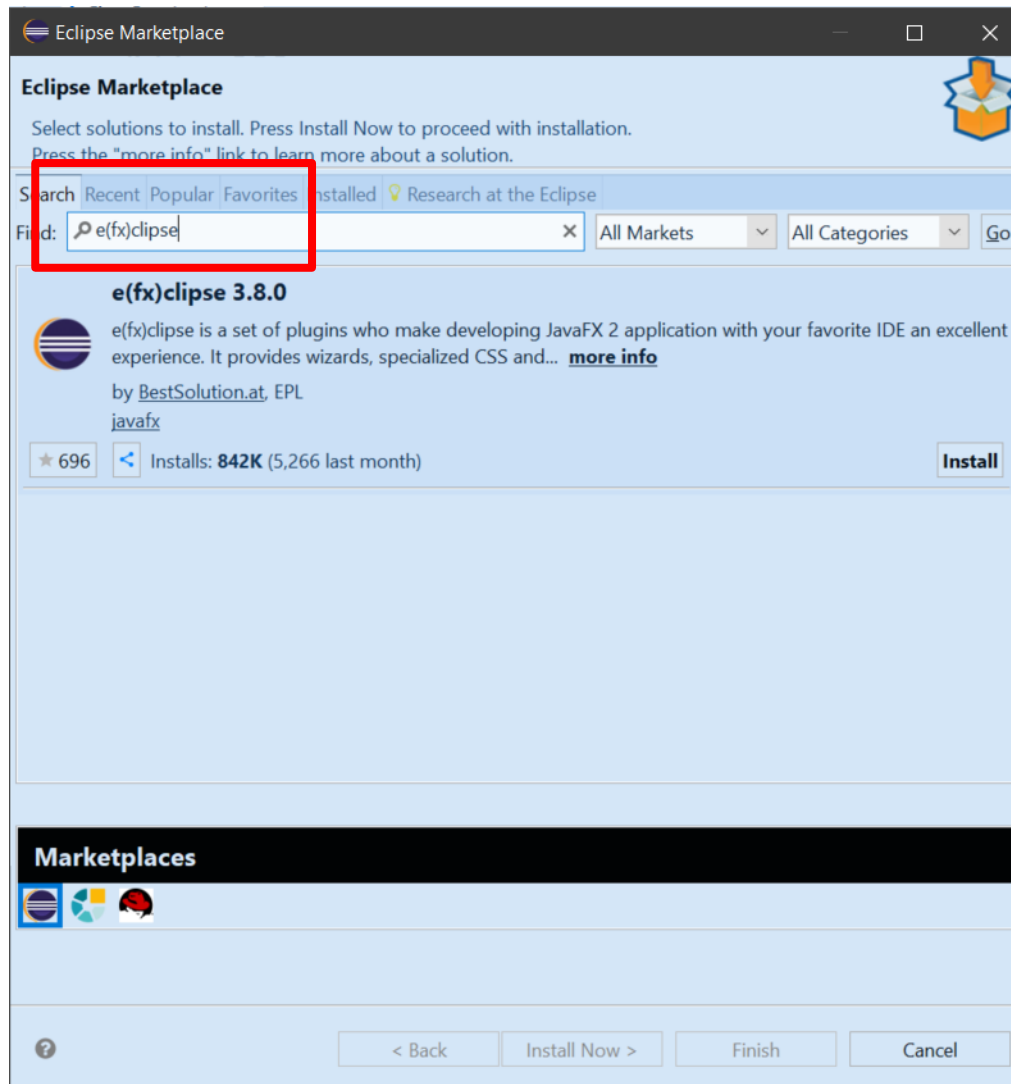 Eclipse Marketplace
Eclipse Marketplace
Select solutions to install. Press Install Now to proceed with installation.
Press the "more info" link to learn more about a solution.
Search Recent Popular Favorites Installed Research at the Eclipse
Find: e(fx)clipse All Markets All Categories Go
e(fx)clipse 3.8.0
e(fx)clipse is a set of plugins who make developing JavaFX 2 application with your favorite IDE an excellent
experience. It provides wizards, specialized CSS and... more info
by BestSolution.at, EPL
javafx
696 Installs: 842K (5,266 last month) Install
Marketplaces
< Back Install Now > Finish Cancel